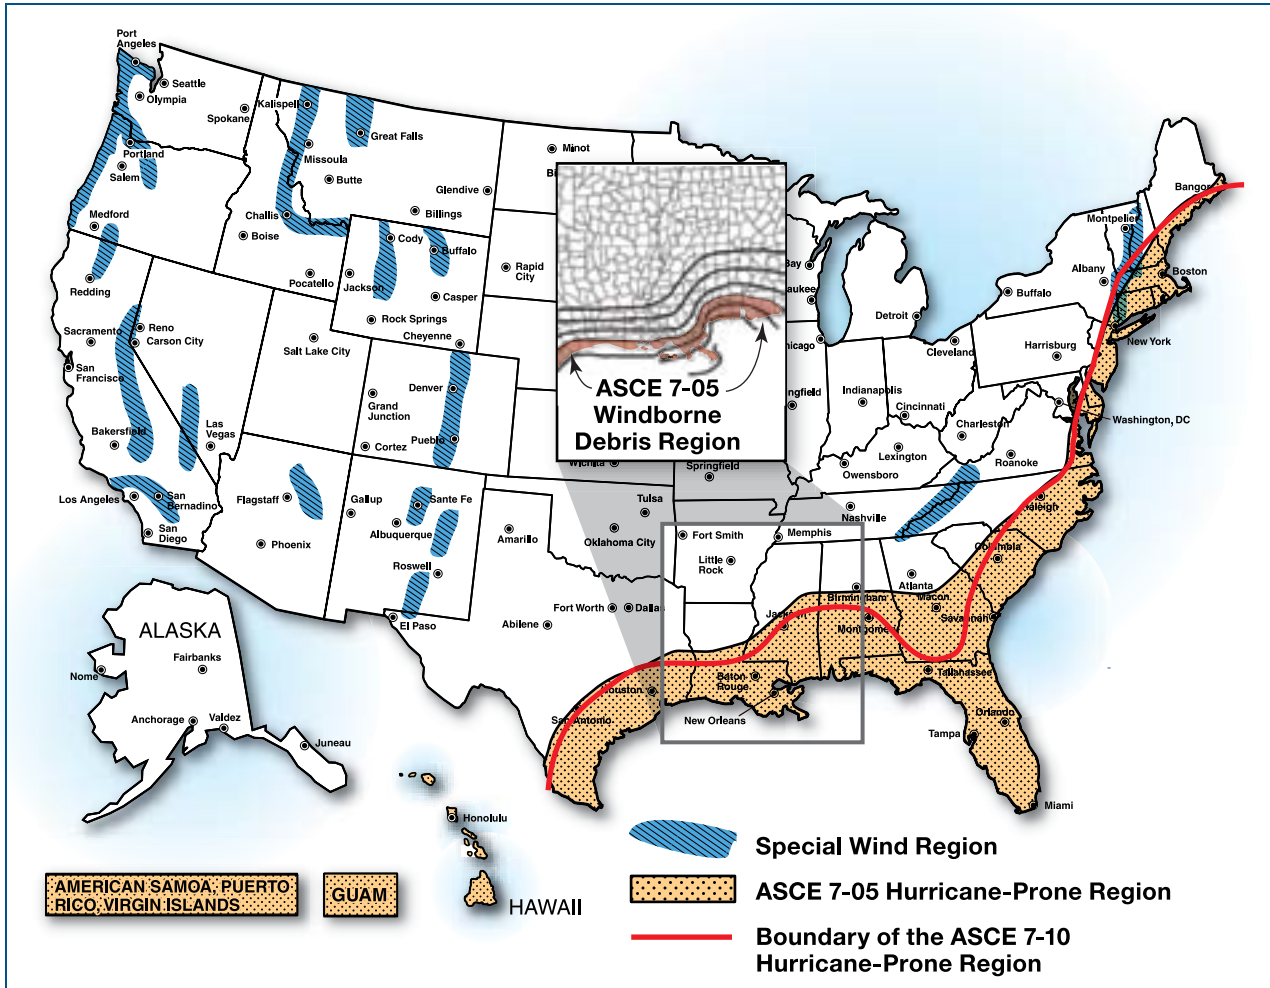 Port
Angeles
Seattle
Olympia
Spokane
Kalispell
Great Falls
Portland
Salem
Missoula
Butte
Glendive
Minot
Medford
Challis
Billings
Boise
Cody
Buffalo
Redding
Pocatello
Jackson
Casper
Rapid
City
Rock Springs
Cheyenne
Sacramento
Reno
Carson City
San
Francisco
Salt Lake City
Denver
Grand
Junction
Pueblo
Cortez
Bakersfield
Las
Vegas
Los Angeles
San
Bernadino
San
Diego
Flagstaff
Phoenix
Gallup
Sante Fe
Albuquerque
Roswell
El Paso
Amarillo
Tulsa
Oklahoma City
Fort Worth
Dallas
Abilene
San Antonio
Wichita
Springfield
Fort Smith
Little
Rock
Memphis
Nashville
Owensboro
Lexington
Cincinnati
Indianapolis
Charleston
Roanoke
Detroit
Cleveland
Buffalo
Harrisburg
Albany
Montpelier
Bangor
Boston
New York
Washington, DC
Atlanta
Birmingham
Macon
Savannah
Tallanassee
Orlando
Tampa
Miami
Baton
Rouge
New Orleans
ASCE 7-05
Windborne
Debris Region
ALASKA
Fairbanks
Nome
Anchorage
Valdez
Juneau
Honolulu
HAWAII
AMERICAN SAMOA, PUERTO
RICO, VIRGIN ISLANDS
GUAM
Special Wind Region
ASCE 7-05 Hurricane-Prone Region
Boundary of the ASCE 7-10
Hurricane-Prone Region